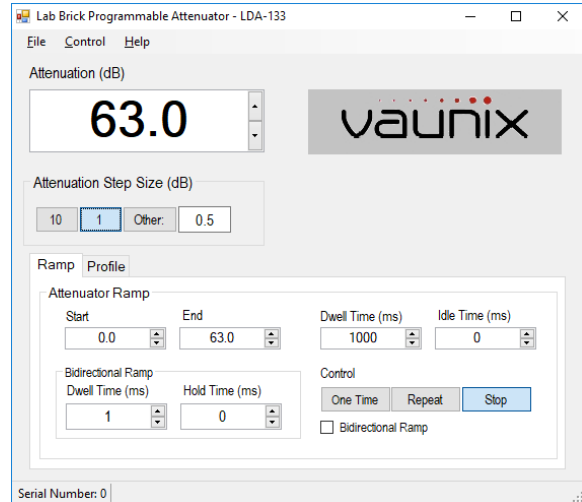 Lab Brick Programmable Attenuator - LDA-133
File Control Help
Attenuation (dB)
63.0
vaunix
Attenuation Step Size (dB)
10 1 Other: 0.5
Ramp Profile
Attenuator Ramp
Start End Dwell Time (ms) Idle Time (ms)
0.0 63.0 1000 0
Bidirectional Ramp Control
Dwell Time (ms) Hold Time (ms)
One Time Repeat Stop
1 0
Bidirectional Ramp
Serial Number: 0